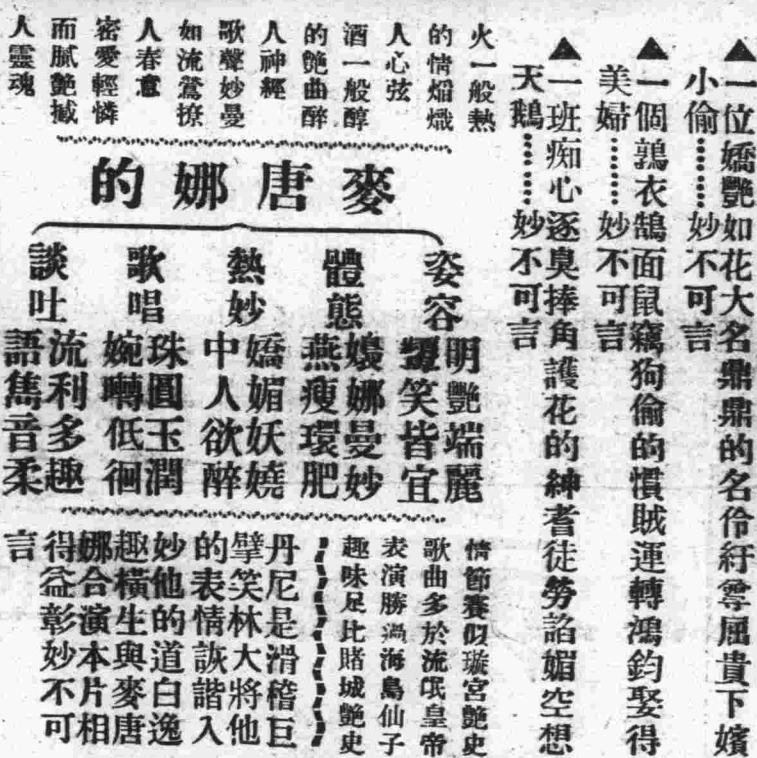 ▲一位嬌艷如花大名鼎鼎的名伶紆尊屈貴下嬪
小偷……妙不可言
▲一個鶉衣鵠面鼠竊狗偷的慣賊運轉鴻鈞娶得
美婦……妙不可言
▲一班痴心逐臭捧角護花的紳耆徒勞諂媚空想
天鵝……妙不可言
火一般熱
的情熖熾
人心弦
酒一般醇
的艶曲醉
人神經
歌聲妙曼
如流鶯撩
人春意
密愛輕憐
而膩艶撼
人靈魂
麥唐娜的
姿容
明艷端麗
顰笑皆宜
體態
嬝娜曼妙
燕瘦環肥
熱妙
嬌媚妖嬈
中人欲醉
歌唱
珠圓玉潤
婉囀低徊
談吐
流利多趣
語雋音柔
情節賽似璇宮艶史
歌曲多於流氓皇帝
表演勝過海島仙子
趣味足比賭城艶史
丹尼是滑稽巨
擘笑林大將他
的表情詼諧入
妙他的道白逸
趣橫生與麥唐
娜合演本片相
得益彰妙不可
言